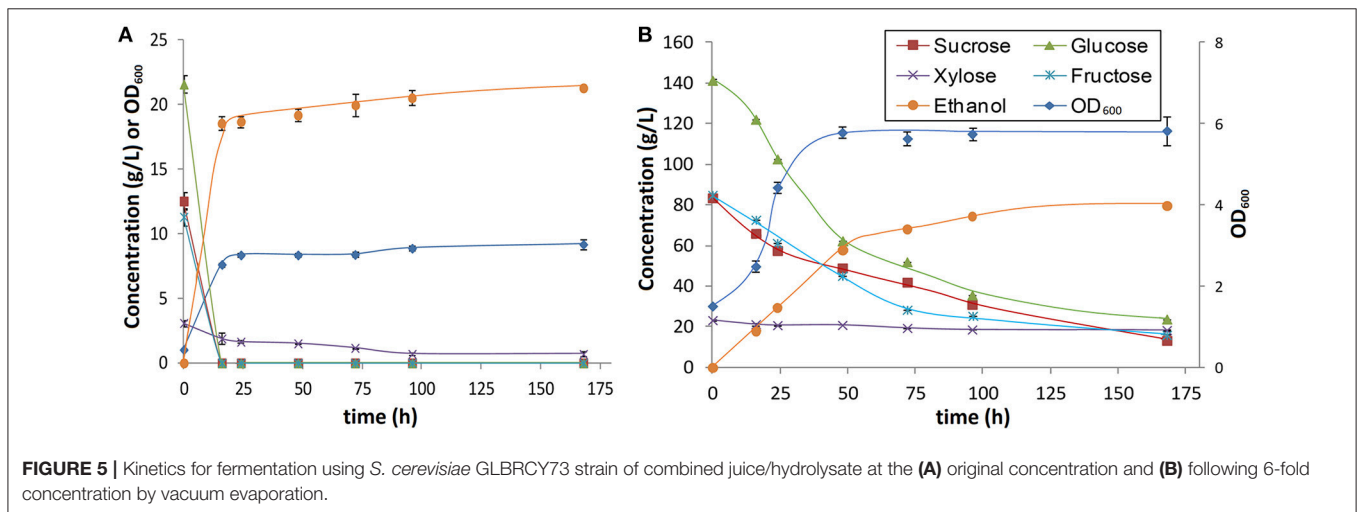 A
25
20
15
10
5
0
Concentration (g/L) or OD600
0 25 50 75 100 125 150 175
time (h)
B
160
140
120
100
80
60
40
20
0
Concentration (g/L)
Sucrose Glucose
Xylose Fructose
Ethanol OD600
8
6
4
2
0
OD600
0 25 50 75 100 125 150 175
time (h)
FIGURE 5 | Kinetics for fermentation using S. cerevisiae GLBRCY73 strain of combined juice/hydrolysate at the (A) original concentration and (B) following 6-fold
concentration by vacuum evaporation.